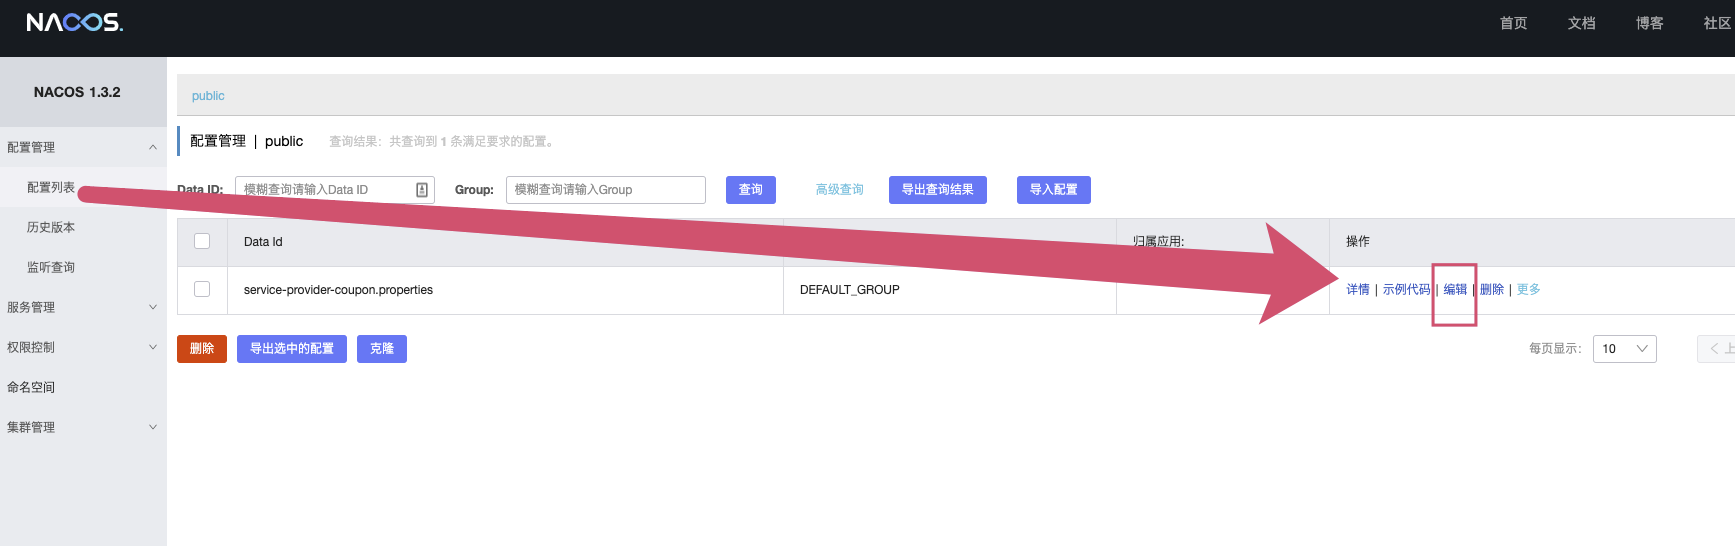 NACOS.
首页 文档 博客 社区
NACOS 1.3.2
配置管理
配置列表
历史版本
监听查询
服务管理
权限控制
命名空间
集群管理
public
配置管理 | public 查询结果：共查询到 1 条满足要求的配置。
Data ID: 模糊查询请输入Data ID Group: 模糊查询请输入Group 查询 高级查询 导出查询结果 导入配置
Data Id 归属应用: 操作
service-provider-coupon.properties DEFAULT_GROUP 详情 | 示例代码 | 编辑 | 删除 | 更多
删除 导出选中的配置 克隆 每页显示： 10 < 上